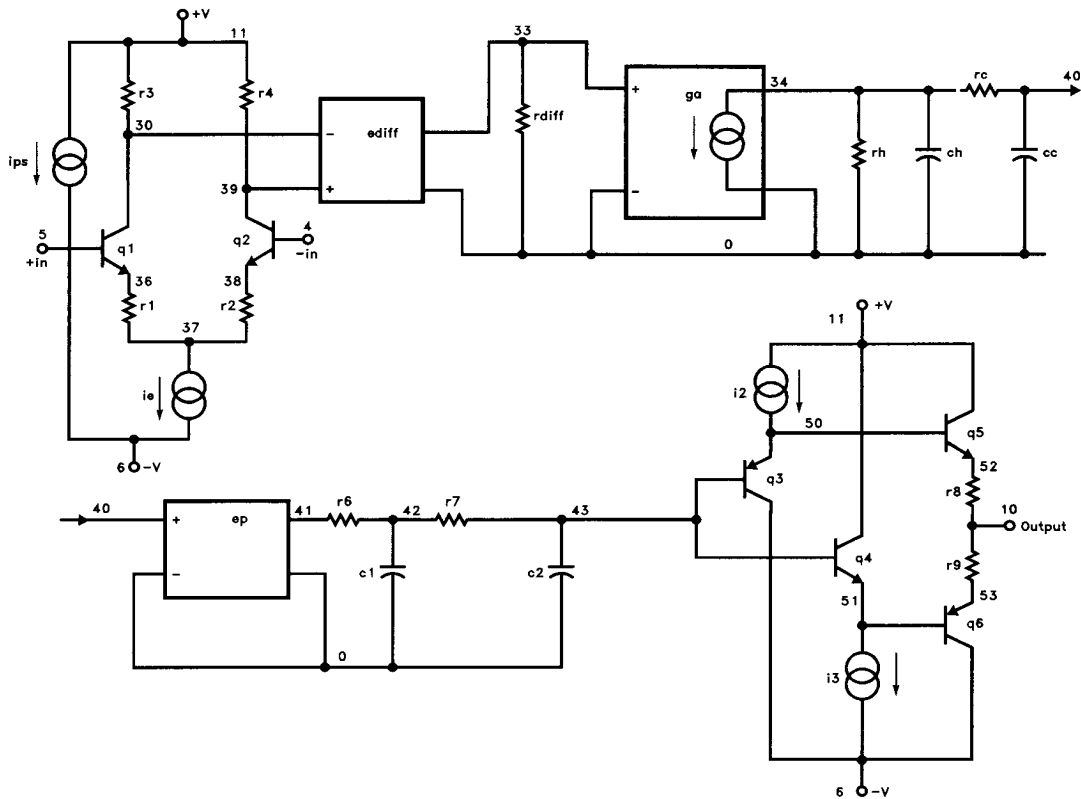 +V
11
33
r3
r4
34
rc
40
ga
30
ediff
rdiff
+
−
ips
rh
ch
cc
39
+
−
5
+in
q1
q2
4
-in
0
36
38
r1
r2
37
+V
11
ie
i2
50
q5
6
-V
q3
52
40
41
r6
42
r7
43
r8
10
ep
Output
+
−
q4
r9
c1
c2
51
53
q6
0
i3
6
-V